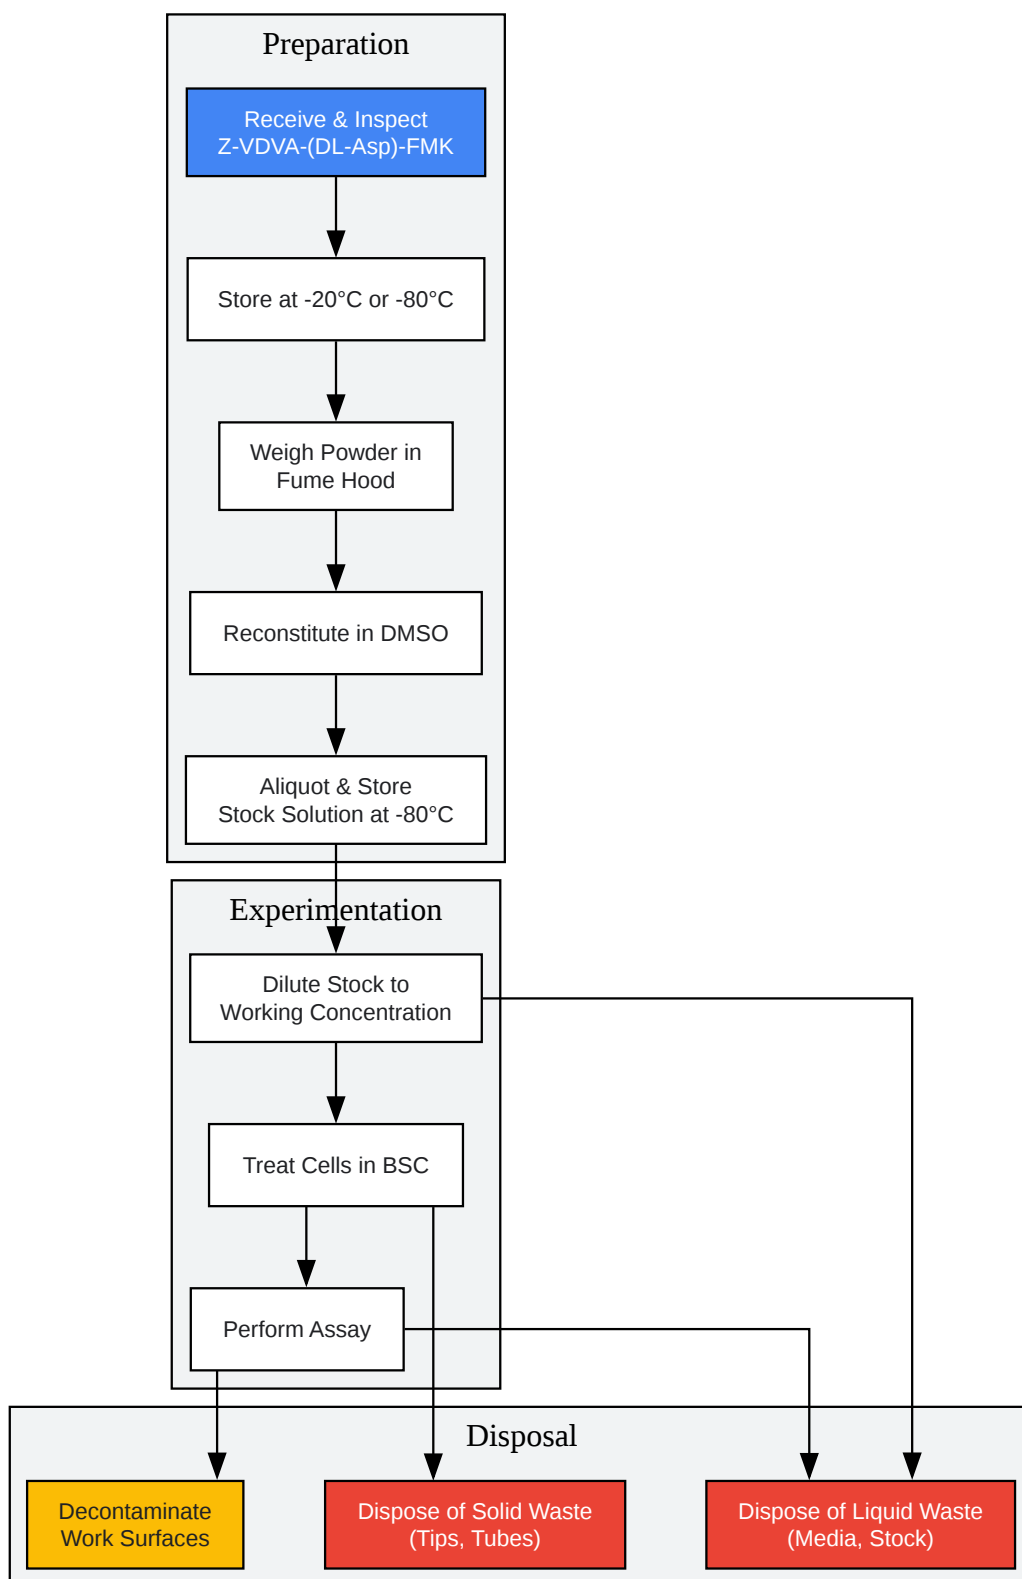 Preparation
Receive & Inspect
Z-VDVA-(DL-Asp)-FMK
Store at -20°C or -80°C
Weigh Powder in
Fume Hood
Reconstitute in DMSO
Aliquot & Store
Stock Solution at -80°C
Experimentation
Dilute Stock to
Working Concentration
Treat Cells in BSC
Perform Assay
Disposal
Decontaminate
Work Surfaces
Dispose of Solid Waste
(Tips, Tubes)
Dispose of Liquid Waste
(Media, Stock)